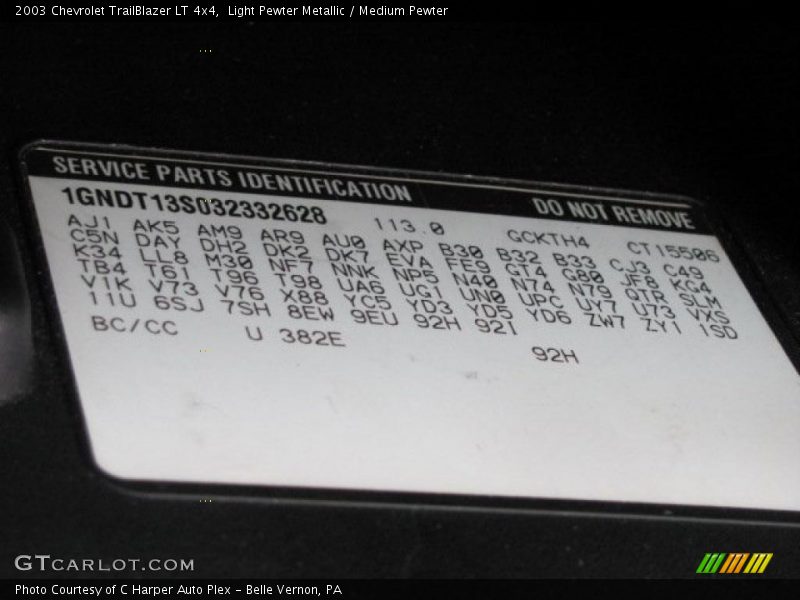 2003 Chevrolet TrailBlazer LT 4x4, Light Pewter Metallic / Medium Pewter
SERVICE PARTS IDENTIFICATION DO NOT REMOVE
1GNDT13S032332628 113.0 GCKTH4 CT15506
AJ1 AK5 AM9 AR9 AU0 AXP B30 B32 B33 CJ3 C49
C5N DAY DH2 DK2 DK7 EVA FE9 GT4 G80 JF8 KG4
K34 LL8 M30 NF7 NNK NP5 N40 N74 N79 QTR SLM
TB4 T61 T96 T98 UA6 UG1 UN0 UPC UY7 U73 VXS
V1K V73 V76 X88 YC5 YD3 YD5 YD6 ZW7 ZY1 1SD
11U 6SJ 7SH 8EW 9EU 92H 92I
BC/CC U 382E 92H
GTCARLOT.COM
Photo Courtesy of C Harper Auto Plex - Belle Vernon, PA